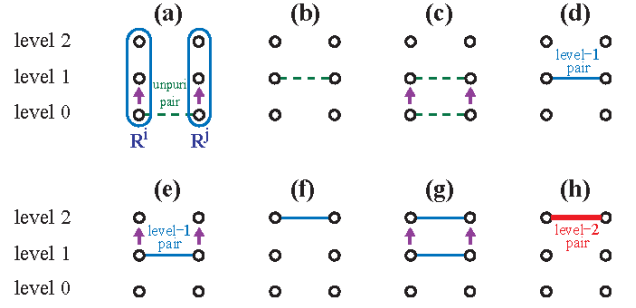 (a) (b) (c) (d)
level 2
level-1
pair
level 1
unpuri
pair
level 0
R^i R^j
(e) (f) (g) (h)
level 2
level-1
pair
level-2
pair
level 1
level 0